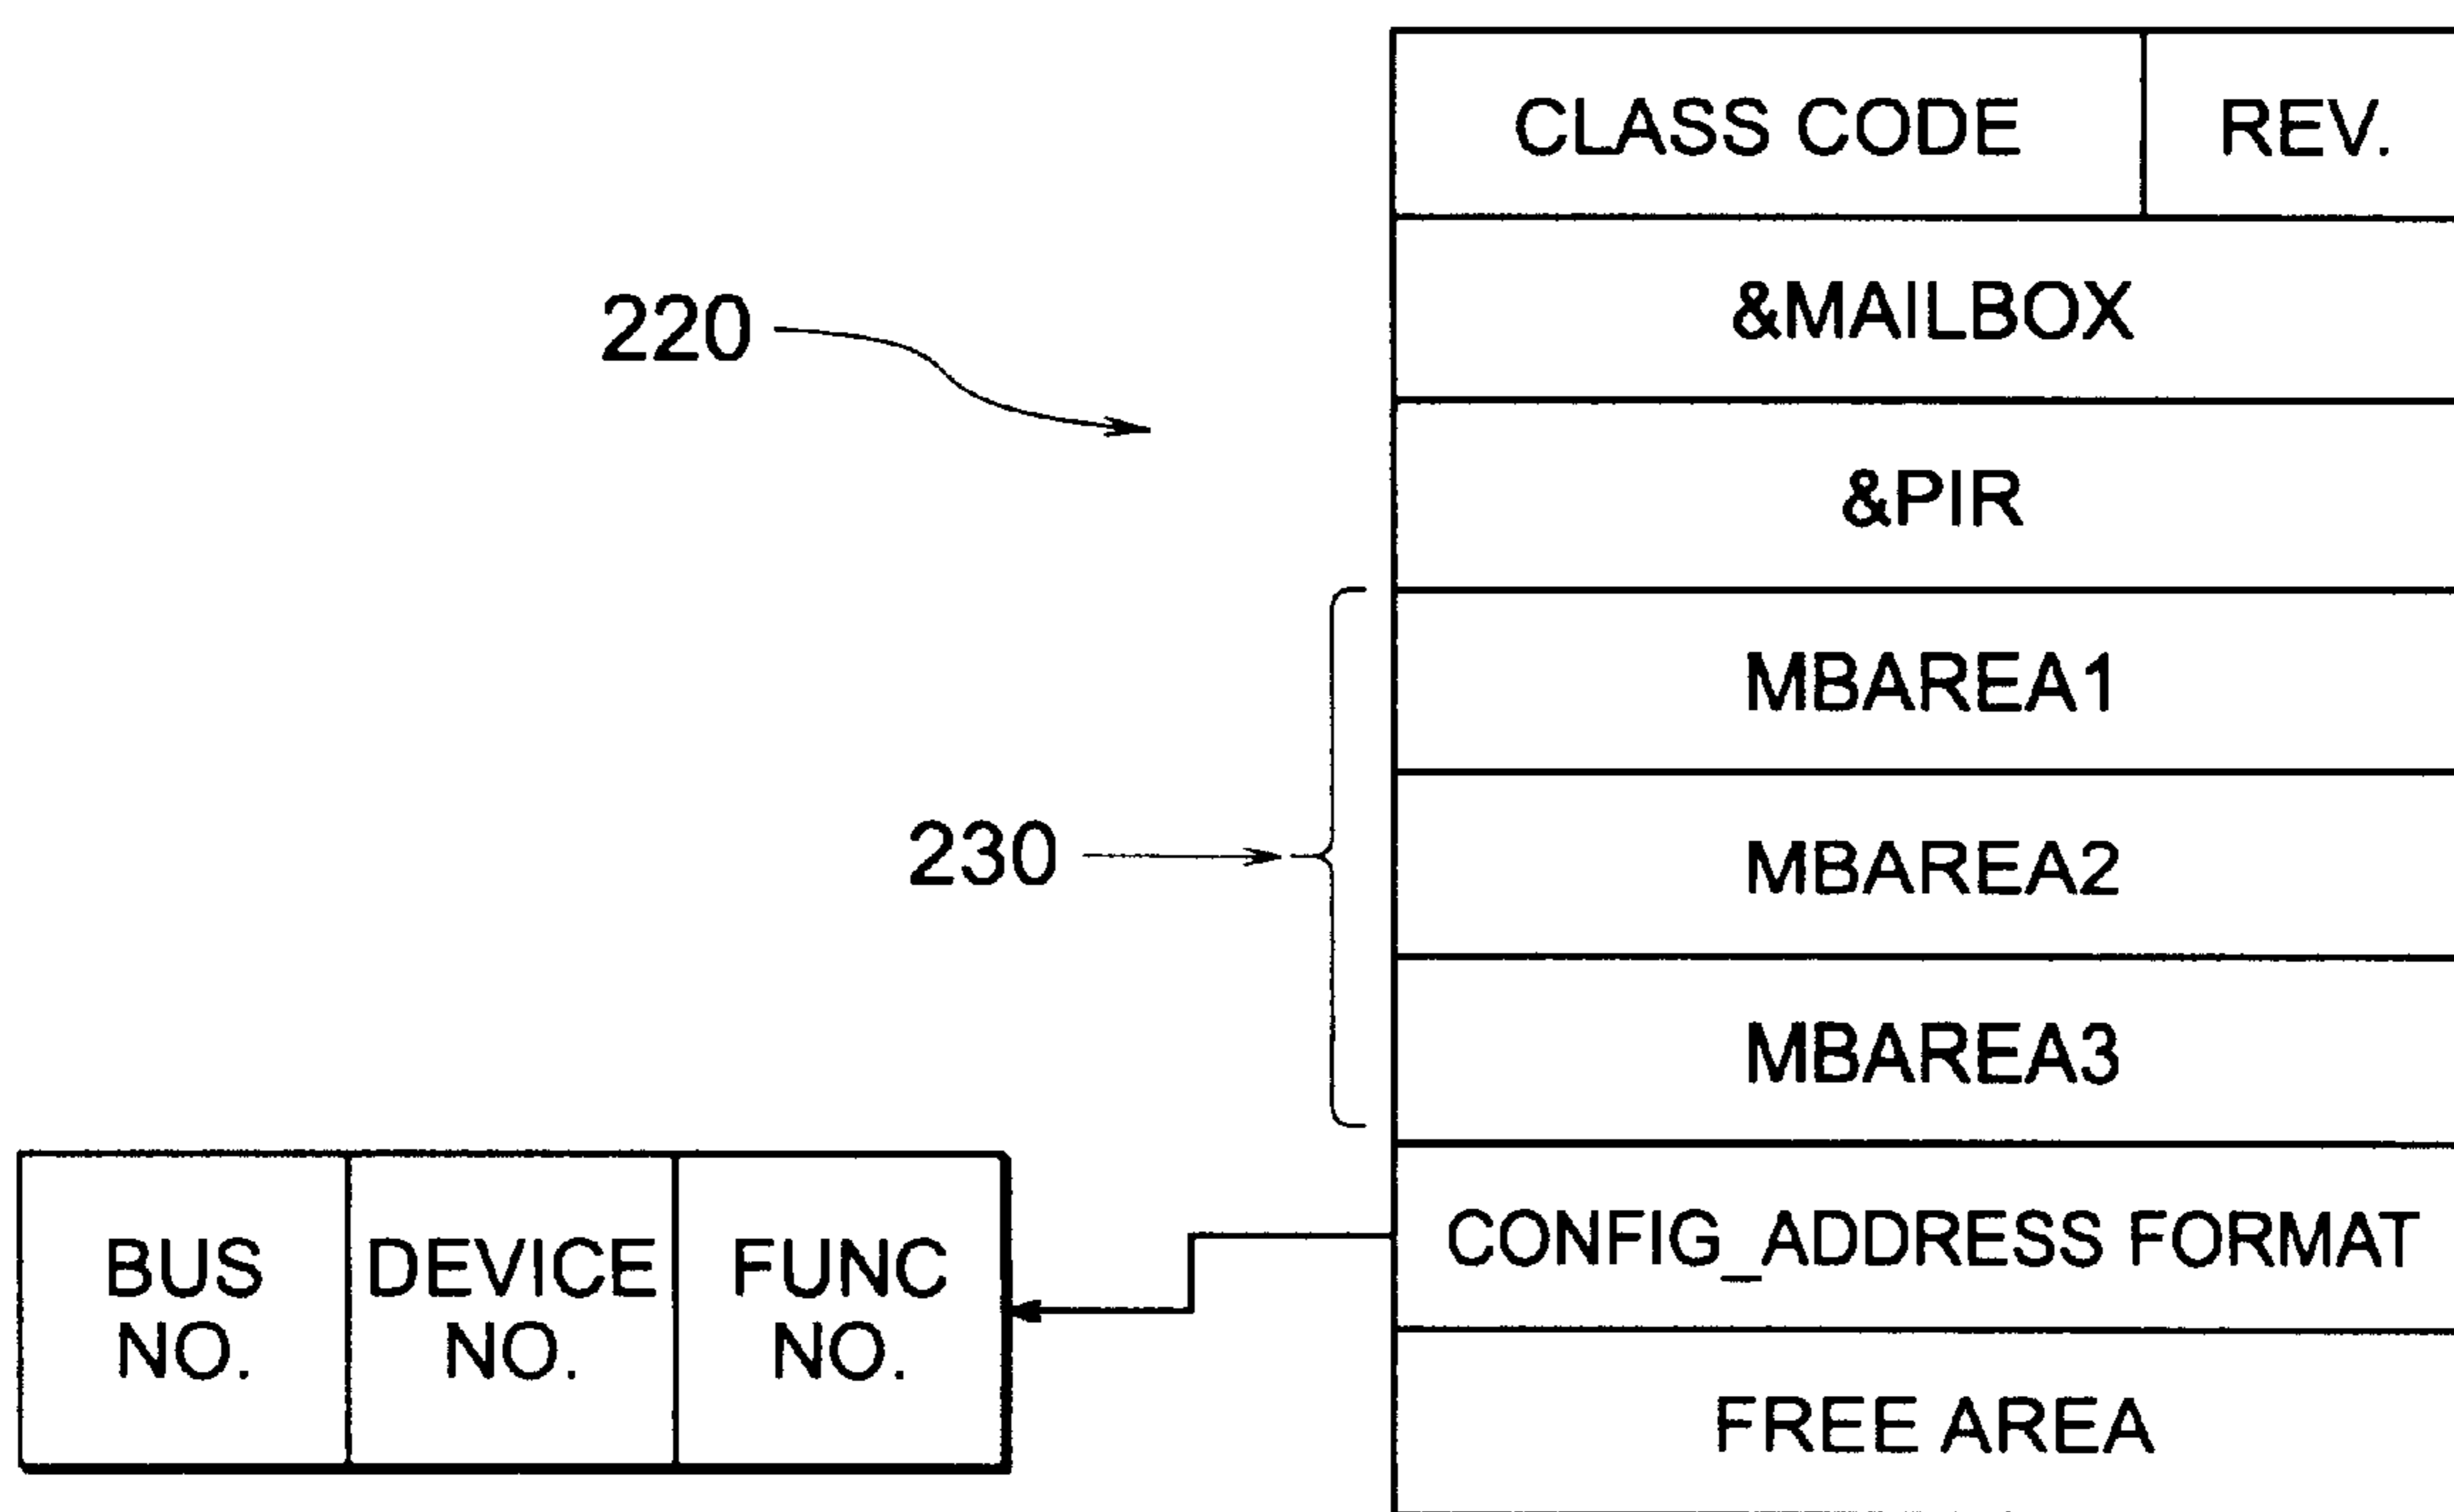 CLASS CODE REV.
&MAILBOX
220
&PIR
MBAREA1
230
MBAREA2
MBAREA3
CONFIG_ADDRESS FORMAT
BUS NO.
DEVICE NO.
FUNC NO.
FREE AREA